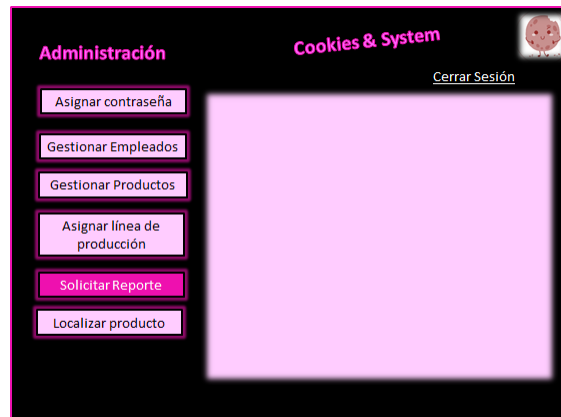 Administración
Cookies & System
Cerrar Sesión
Asignar contraseña
Gestionar Empleados
Gestionar Productos
Asignar línea de
producción
Solicitar Reporte
Localizar producto